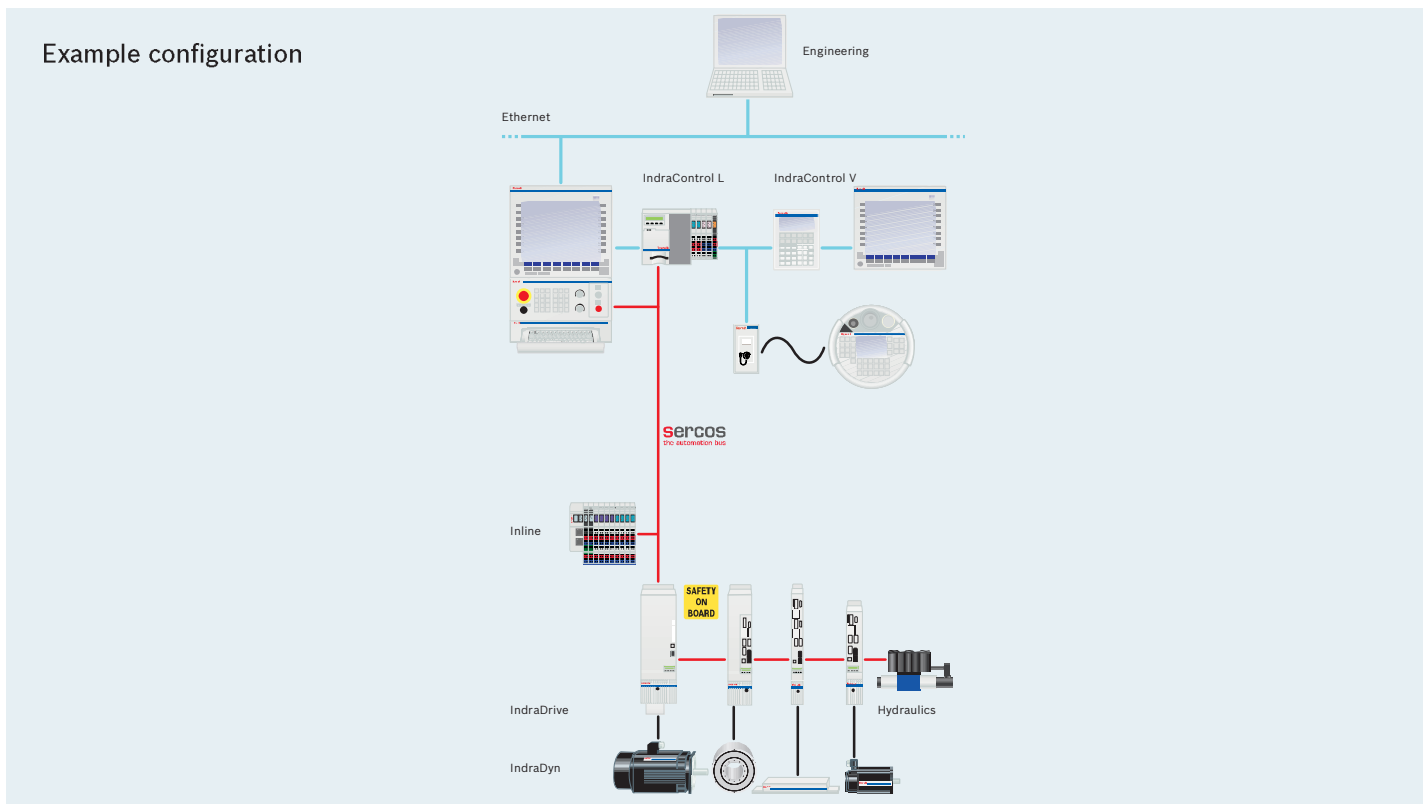 Example configuration
Engineering
Ethernet
IndraControl L
IndraControl V
sercos
the automation bus
Inline
SAFETY
ON
BOARD
IndraDrive
Hydraulics
IndraDyn